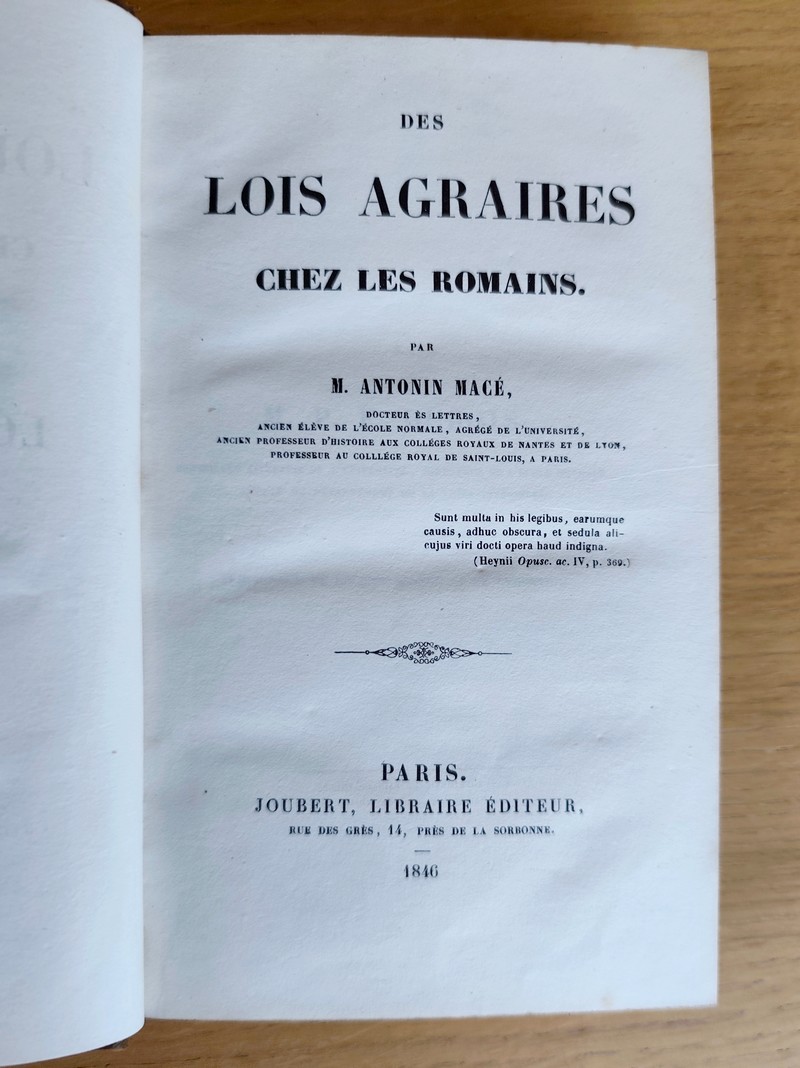 DES
LOIS AGRAIRES
CHEZ LES ROMAINS.
PAR
M. ANTONIN MACÉ,
DOCTEUR ÈS LETTRES,
ANCIEN ÉLÈVE DE L'ÉCOLE NORMALE, AGRÉGÉ DE L'UNIVERSITÉ,
ANCIEN PROFESSEUR D'HISTOIRE AUX COLLÉGES ROYAUX DE NANTES ET DE LYON,
PROFESSEUR AU COLLLÉGE ROYAL DE SAINT-LOUIS, A PARIS.
Sunt multa in his legibus, earumque
causis, adhuc obscura, et sedula ali-
cujus viri docti opera haud indigna.
(Heynii Opusc. ac. IV, p. 369.)
PARIS.
JOUBERT, LIBRAIRE ÉDITEUR,
RUE DES GRÈS, 14, PRÈS DE LA SORBONNE.
1846